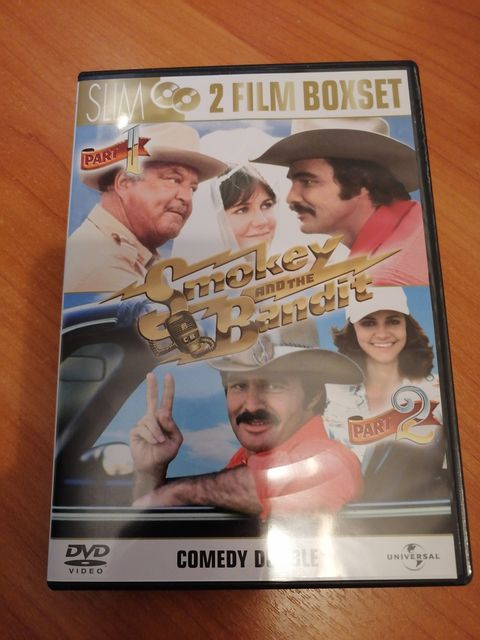 SLIM 2 FILM BOXSET
PART 1
Smokey
AND THE
Bandit
PART 2
DVD
VIDEO
COMEDY DOUBLE
UNIVERSAL